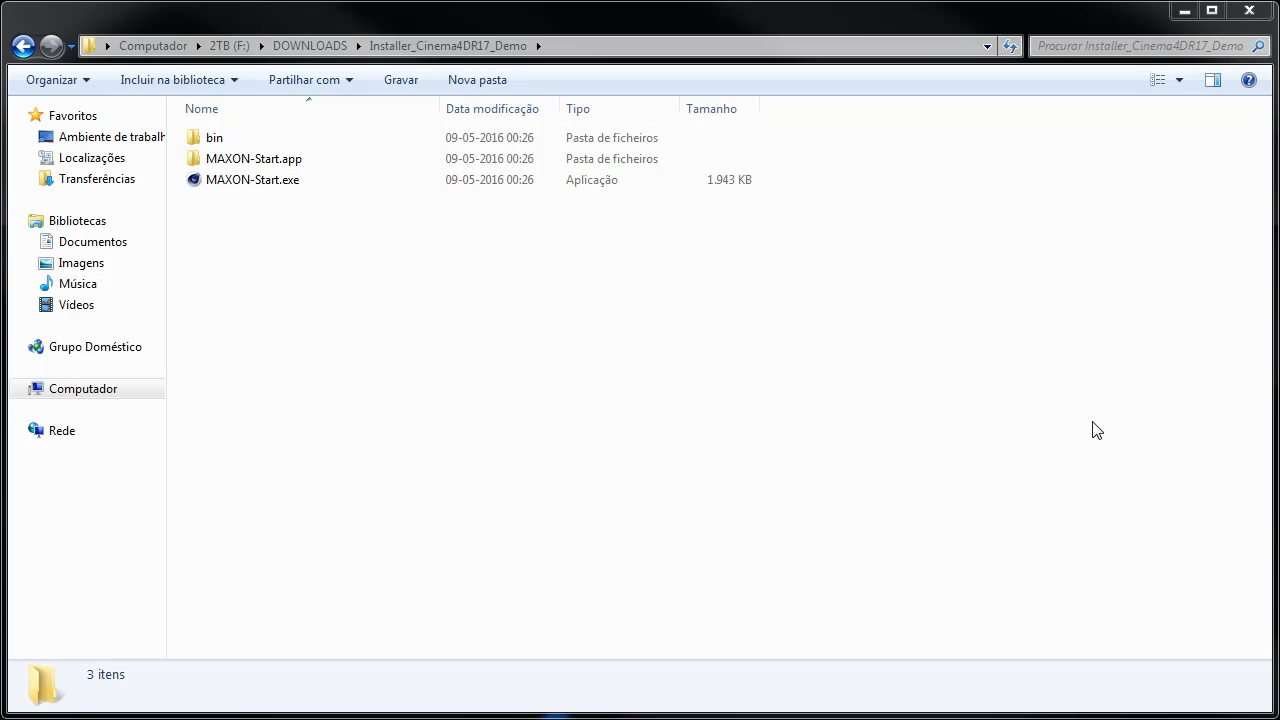 Computador 2TB (F:) DOWNLOADS Installer_Cinema4DR17_Demo
Procurar Installer_Cinema4DR17_Demo
Organizar Incluir na biblioteca Partilhar com Gravar Nova pasta
Nome Data modificação Tipo Tamanho
Favoritos
Ambiente de trabalh
Localizações
Transferências
Bibliotecas
Documentos
Imagens
Música
Vídeos
Grupo Doméstico
Computador
Rede
bin 09-05-2016 00:26 Pasta de ficheiros
MAXON-Start.app 09-05-2016 00:26 Pasta de ficheiros
MAXON-Start.exe 09-05-2016 00:26 Aplicação 1.943 KB
3 itens